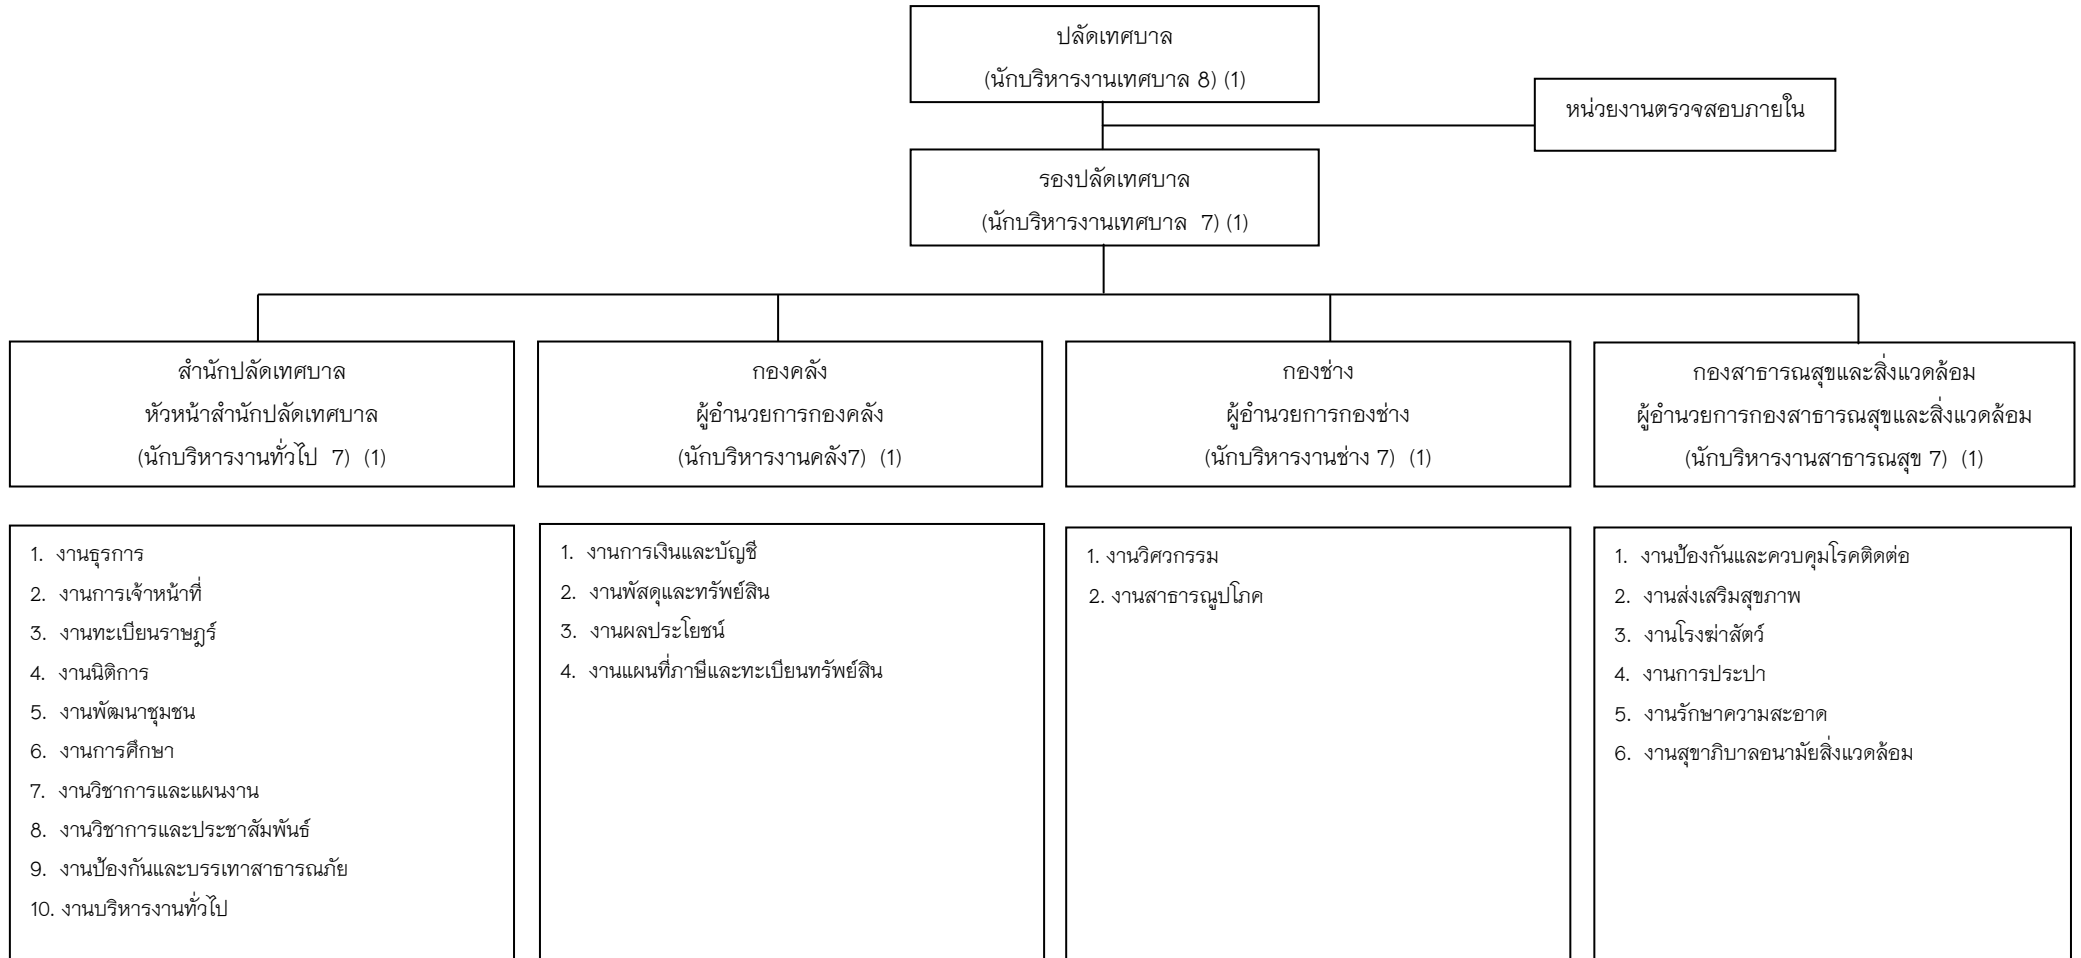 ปลัดเทศบาล
(นักบริหารงานเทศบาล 8) (1)
หน่วยงานตรวจสอบภายใน
รองปลัดเทศบาล
(นักบริหารงานเทศบาล 7) (1)
สำนักปลัดเทศบาล
หัวหน้าสำนักปลัดเทศบาล
(นักบริหารงานทั่วไป 7) (1)
กองคลัง
ผู้อำนวยการกองคลัง
(นักบริหารงานคลัง7) (1)
กองช่าง
ผู้อำนวยการกองช่าง
(นักบริหารงานช่าง 7) (1)
กองสาธารณสุขและสิ่งแวดล้อม
ผู้อำนวยการกองสาธารณสุขและสิ่งแวดล้อม
(นักบริหารงานสาธารณสุข 7) (1)
1. งานธุรการ
2. งานการเจ้าหน้าที่
3. งานทะเบียนราษฎร์
4. งานนิติการ
5. งานพัฒนาชุมชน
6. งานการศึกษา
7. งานวิชาการและแผนงาน
8. งานวิชาการและประชาสัมพันธ์
9. งานป้องกันและบรรเทาสาธารณภัย
10. งานบริหารงานทั่วไป
1. งานการเงินและบัญชี
2. งานพัสดุและทรัพย์สิน
3. งานผลประโยชน์
4. งานแผนที่ภาษีและทะเบียนทรัพย์สิน
1. งานวิศวกรรม
2. งานสาธารณูปโภค
1. งานป้องกันและควบคุมโรคติดต่อ
2. งานส่งเสริมสุขภาพ
3. งานโรงฆ่าสัตว์
4. งานการประปา
5. งานรักษาความสะอาด
6. งานสุขาภิบาลอนามัยสิ่งแวดล้อม